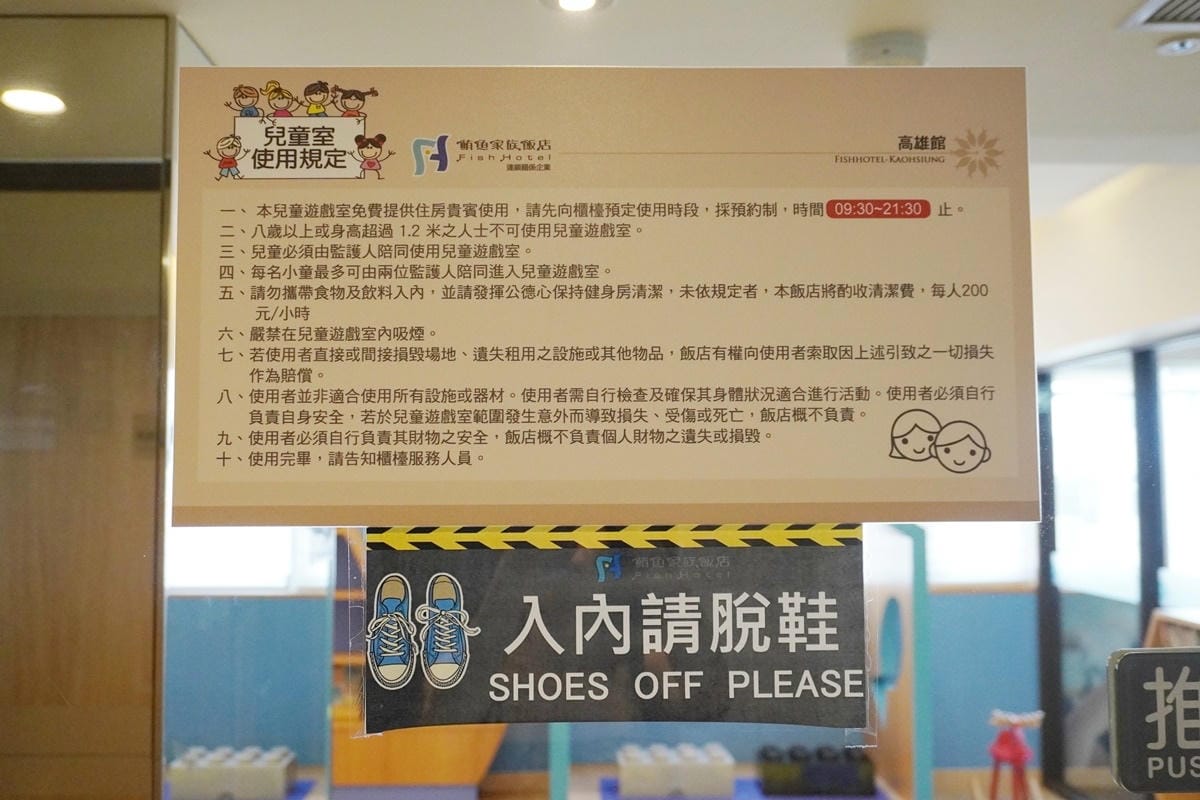 兒童室
使用規定
鮪魚家族飯店
Fish Hotel
連鎖關係企業
高雄館
FISHHOTEL-KAOHSIUNG
一、 本兒童遊戲室免費提供住房貴賓使用，請先向櫃檯預定使用時段，採預約制，時間 09:30~21:30 止。
二、八歲以上或身高超過 1.2 米之人士不可使用兒童遊戲室。
三、兒童必須由監護人陪同使用兒童遊戲室。
四、每名小童最多可由兩位監護人陪同進入兒童遊戲室。
五、請勿攜帶食物及飲料入內，並請發揮公德心保持健身房清潔，未依規定者，本飯店將酌收清潔費，每人200
元/小時
六、嚴禁在兒童遊戲室內吸煙。
七、若使用者直接或間接損毀場地、遺失租用之設施或其他物品，飯店有權向使用者索取因上述引致之一切損失
作為賠償。
八、使用者並非適合使用所有設施或器材。使用者需自行檢查及確保其身體狀況適合進行活動。使用者必須自行
負責自身安全，若於兒童遊戲室範圍發生意外而導致損失、受傷或死亡，飯店概不負責。
九、使用者必須自行負責其財物之安全，飯店概不負責個人財物之遺失或損毀。
十、使用完畢，請告知櫃檯服務人員。
鮪魚家族飯店
Fish Hotel
入內請脫鞋
SHOES OFF PLEASE
推
PUS